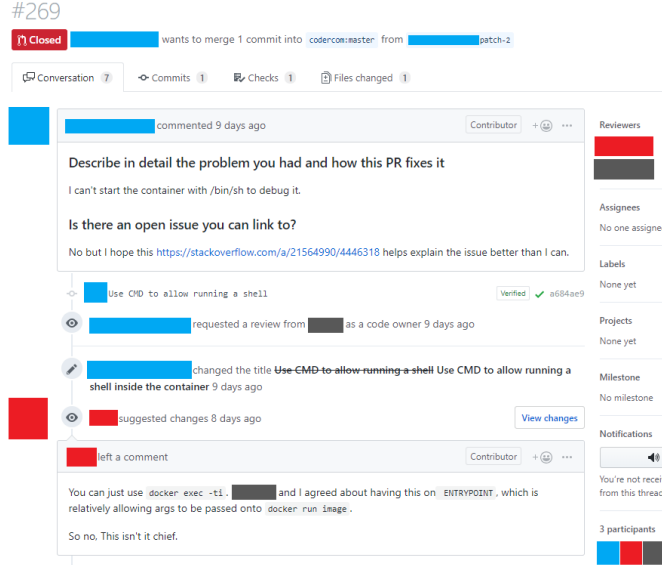 #269
Closed wants to merge 1 commit into codercom:master from patch-2
Conversation 7 Commits 1 Checks 1 Files changed 1
commented 9 days ago Contributor
Describe in detail the problem you had and how this PR fixes it
I can't start the container with /bin/sh to debug it.
Is there an open issue you can link to?
No but I hope this https://stackoverflow.com/a/21564990/4446318 helps explain the issue better than I can.
Use CMD to allow running a shell Verified a684ae9
requested a review from as a code owner 9 days ago
changed the title Use CMD to allow running a shell Use CMD to allow running a
shell inside the container 9 days ago
suggested changes 8 days ago View changes
left a comment Contributor
You can just use docker exec -ti. and I agreed about having this on ENTRYPOINT, which is
relatively allowing args to be passed onto docker run image.
So no, This isn't it chief.
Reviewers
Assignees
No one assigne
Labels
None yet
Projects
None yet
Milestone
No milestone
Notifications
You're not recei
from this thread
3 participants